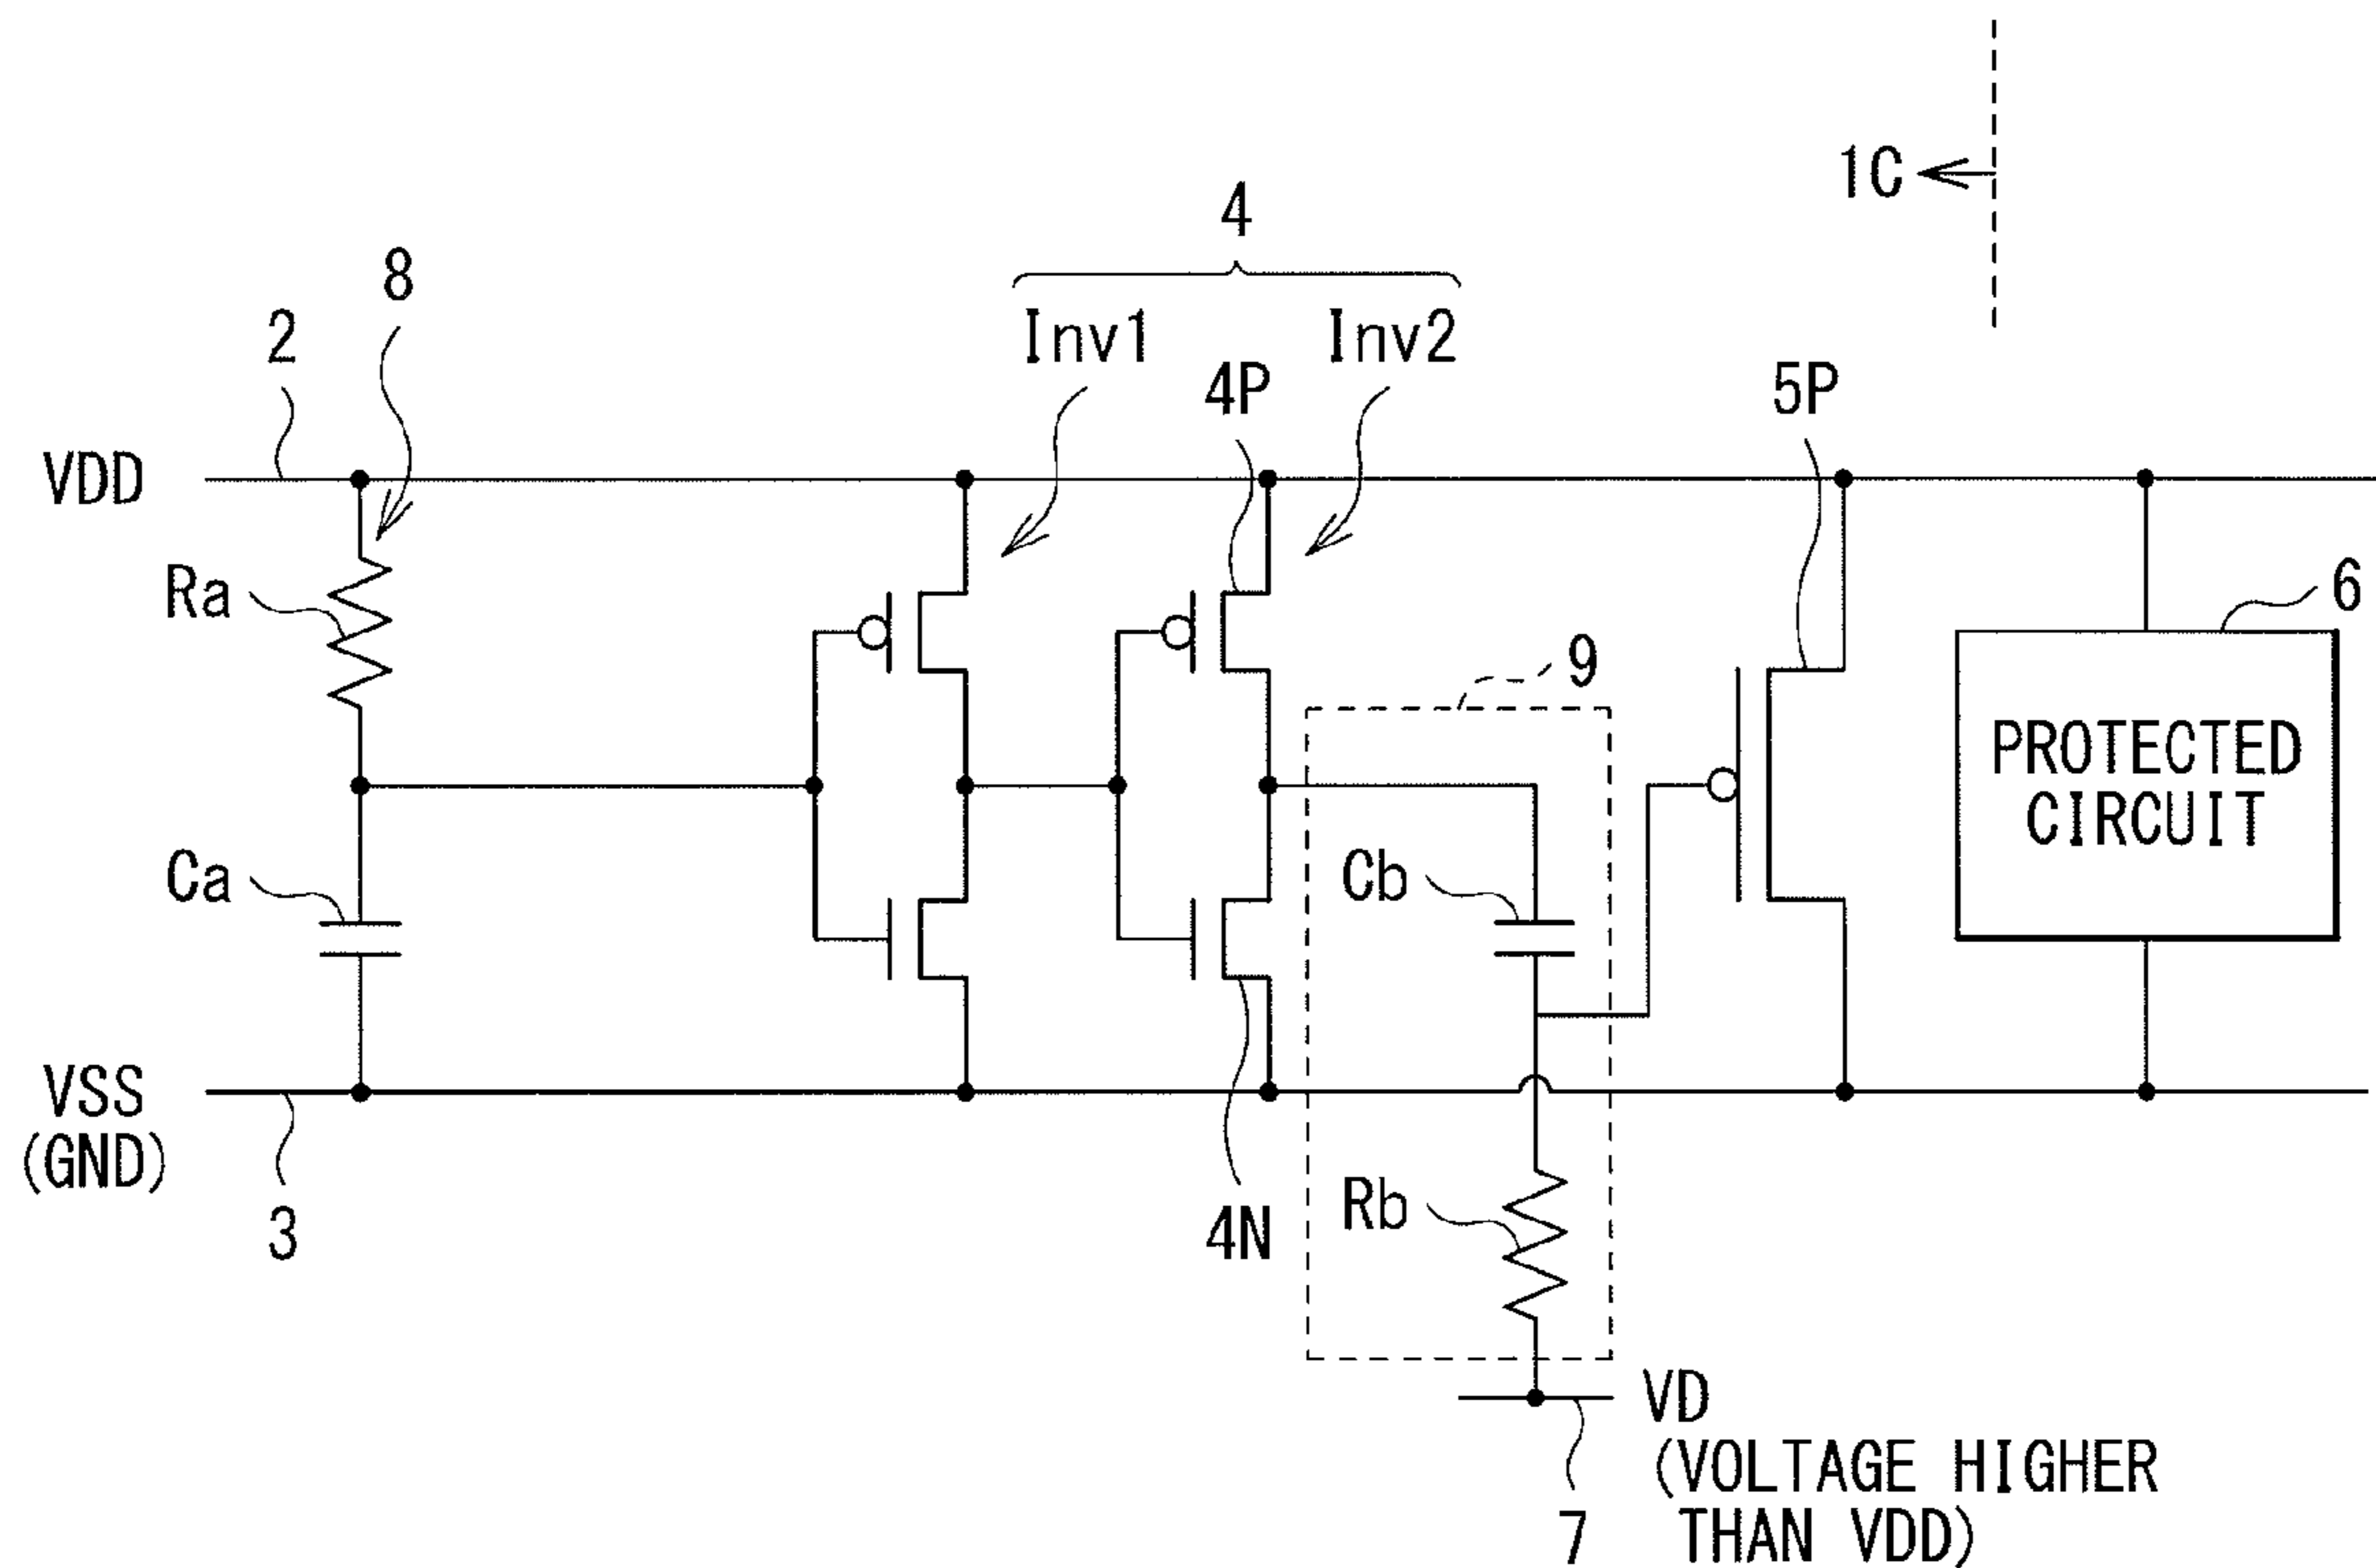 1C
4
8
Inv1
Inv2
2
4P
5P
VDD
Ra
6
9
PROTECTED
CIRCUIT
Ca
Cb
VSS
(GND)
3
4N
Rb
VD
(VOLTAGE HIGHER
THAN VDD)
7